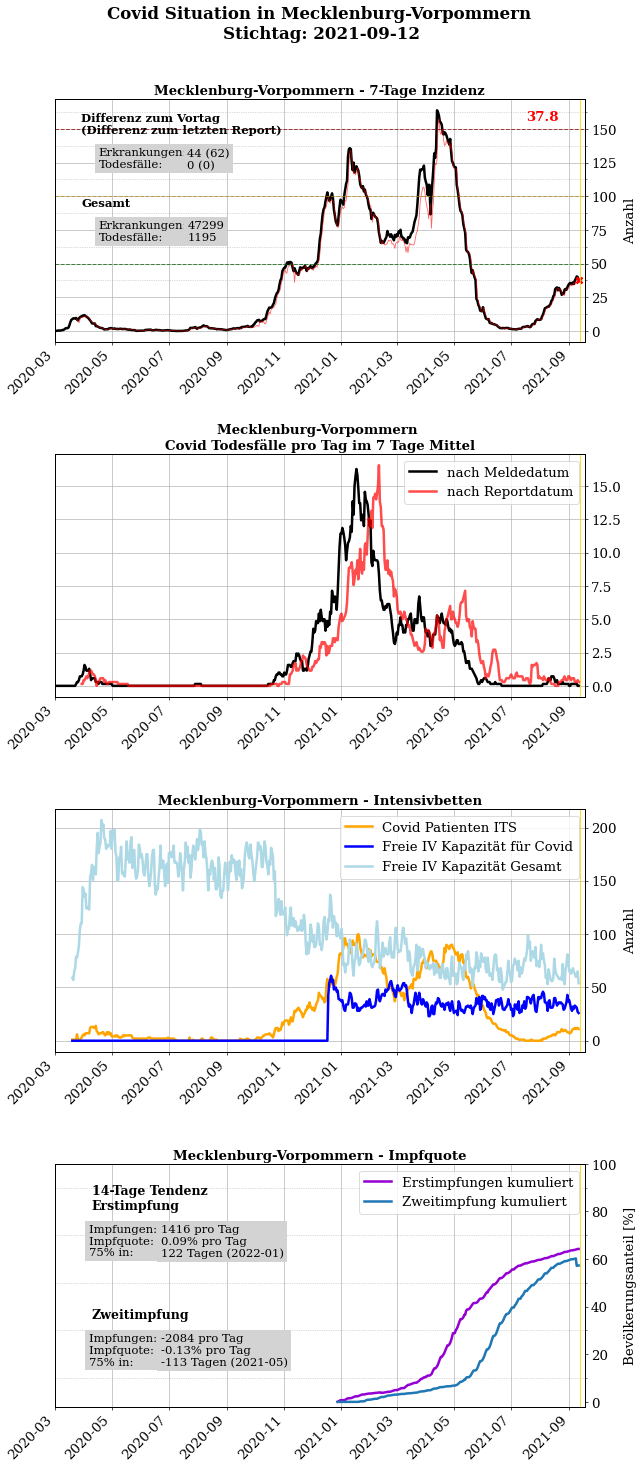 Covid Situation in Mecklenburg-Vorpommern
Stichtag: 2021-09-12
Mecklenburg-Vorpommern - 7-Tage Inzidenz
37.8
Differenz zum Vortag
(Differenz zum letzten Report)
Erkrankungen 44 (62)
Todesfälle: 0 (0)
Gesamt
Erkrankungen 47299
Todesfälle: 1195
150
125
100
75
50
25
0
Anzahl
2020-03
2020-05
2020-07
2020-09
2020-11
2021-01
2021-03
2021-05
2021-07
2021-09
Mecklenburg-Vorpommern
Covid Todesfälle pro Tag im 7 Tage Mittel
nach Meldedatum
nach Reportdatum
15.0
12.5
10.0
7.5
5.0
2.5
0.0
2020-03
2020-05
2020-07
2020-09
2020-11
2021-01
2021-03
2021-05
2021-07
2021-09
Mecklenburg-Vorpommern - Intensivbetten
Covid Patienten ITS
Freie IV Kapazität für Covid
Freie IV Kapazität Gesamt
200
150
100
50
0
Anzahl
2020-03
2020-05
2020-07
2020-09
2020-11
2021-01
2021-03
2021-05
2021-07
2021-09
Mecklenburg-Vorpommern - Impfquote
14-Tage Tendenz
Erstimpfung
Impfungen: 1416 pro Tag
Impfquote: 0.09% pro Tag
75% in: 122 Tagen (2022-01)
Zweitimpfung
Impfungen: -2084 pro Tag
Impfquote: -0.13% pro Tag
75% in: -113 Tagen (2021-05)
Erstimpfungen kumuliert
Zweitimpfung kumuliert
100
80
60
40
20
0
Bevölkerungsanteil [%]
2020-03
2020-05
2020-07
2020-09
2020-11
2021-01
2021-03
2021-05
2021-07
2021-09